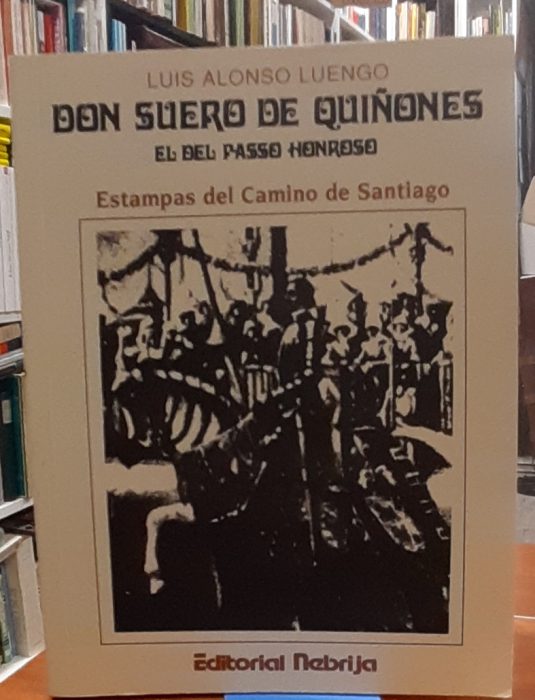 LUIS ALONSO LUENGO
DON SUERO DE QUIÑONES
EL DEL PASSO HONROSO
Estampas del Camino de Santiago
Editorial Nebrija